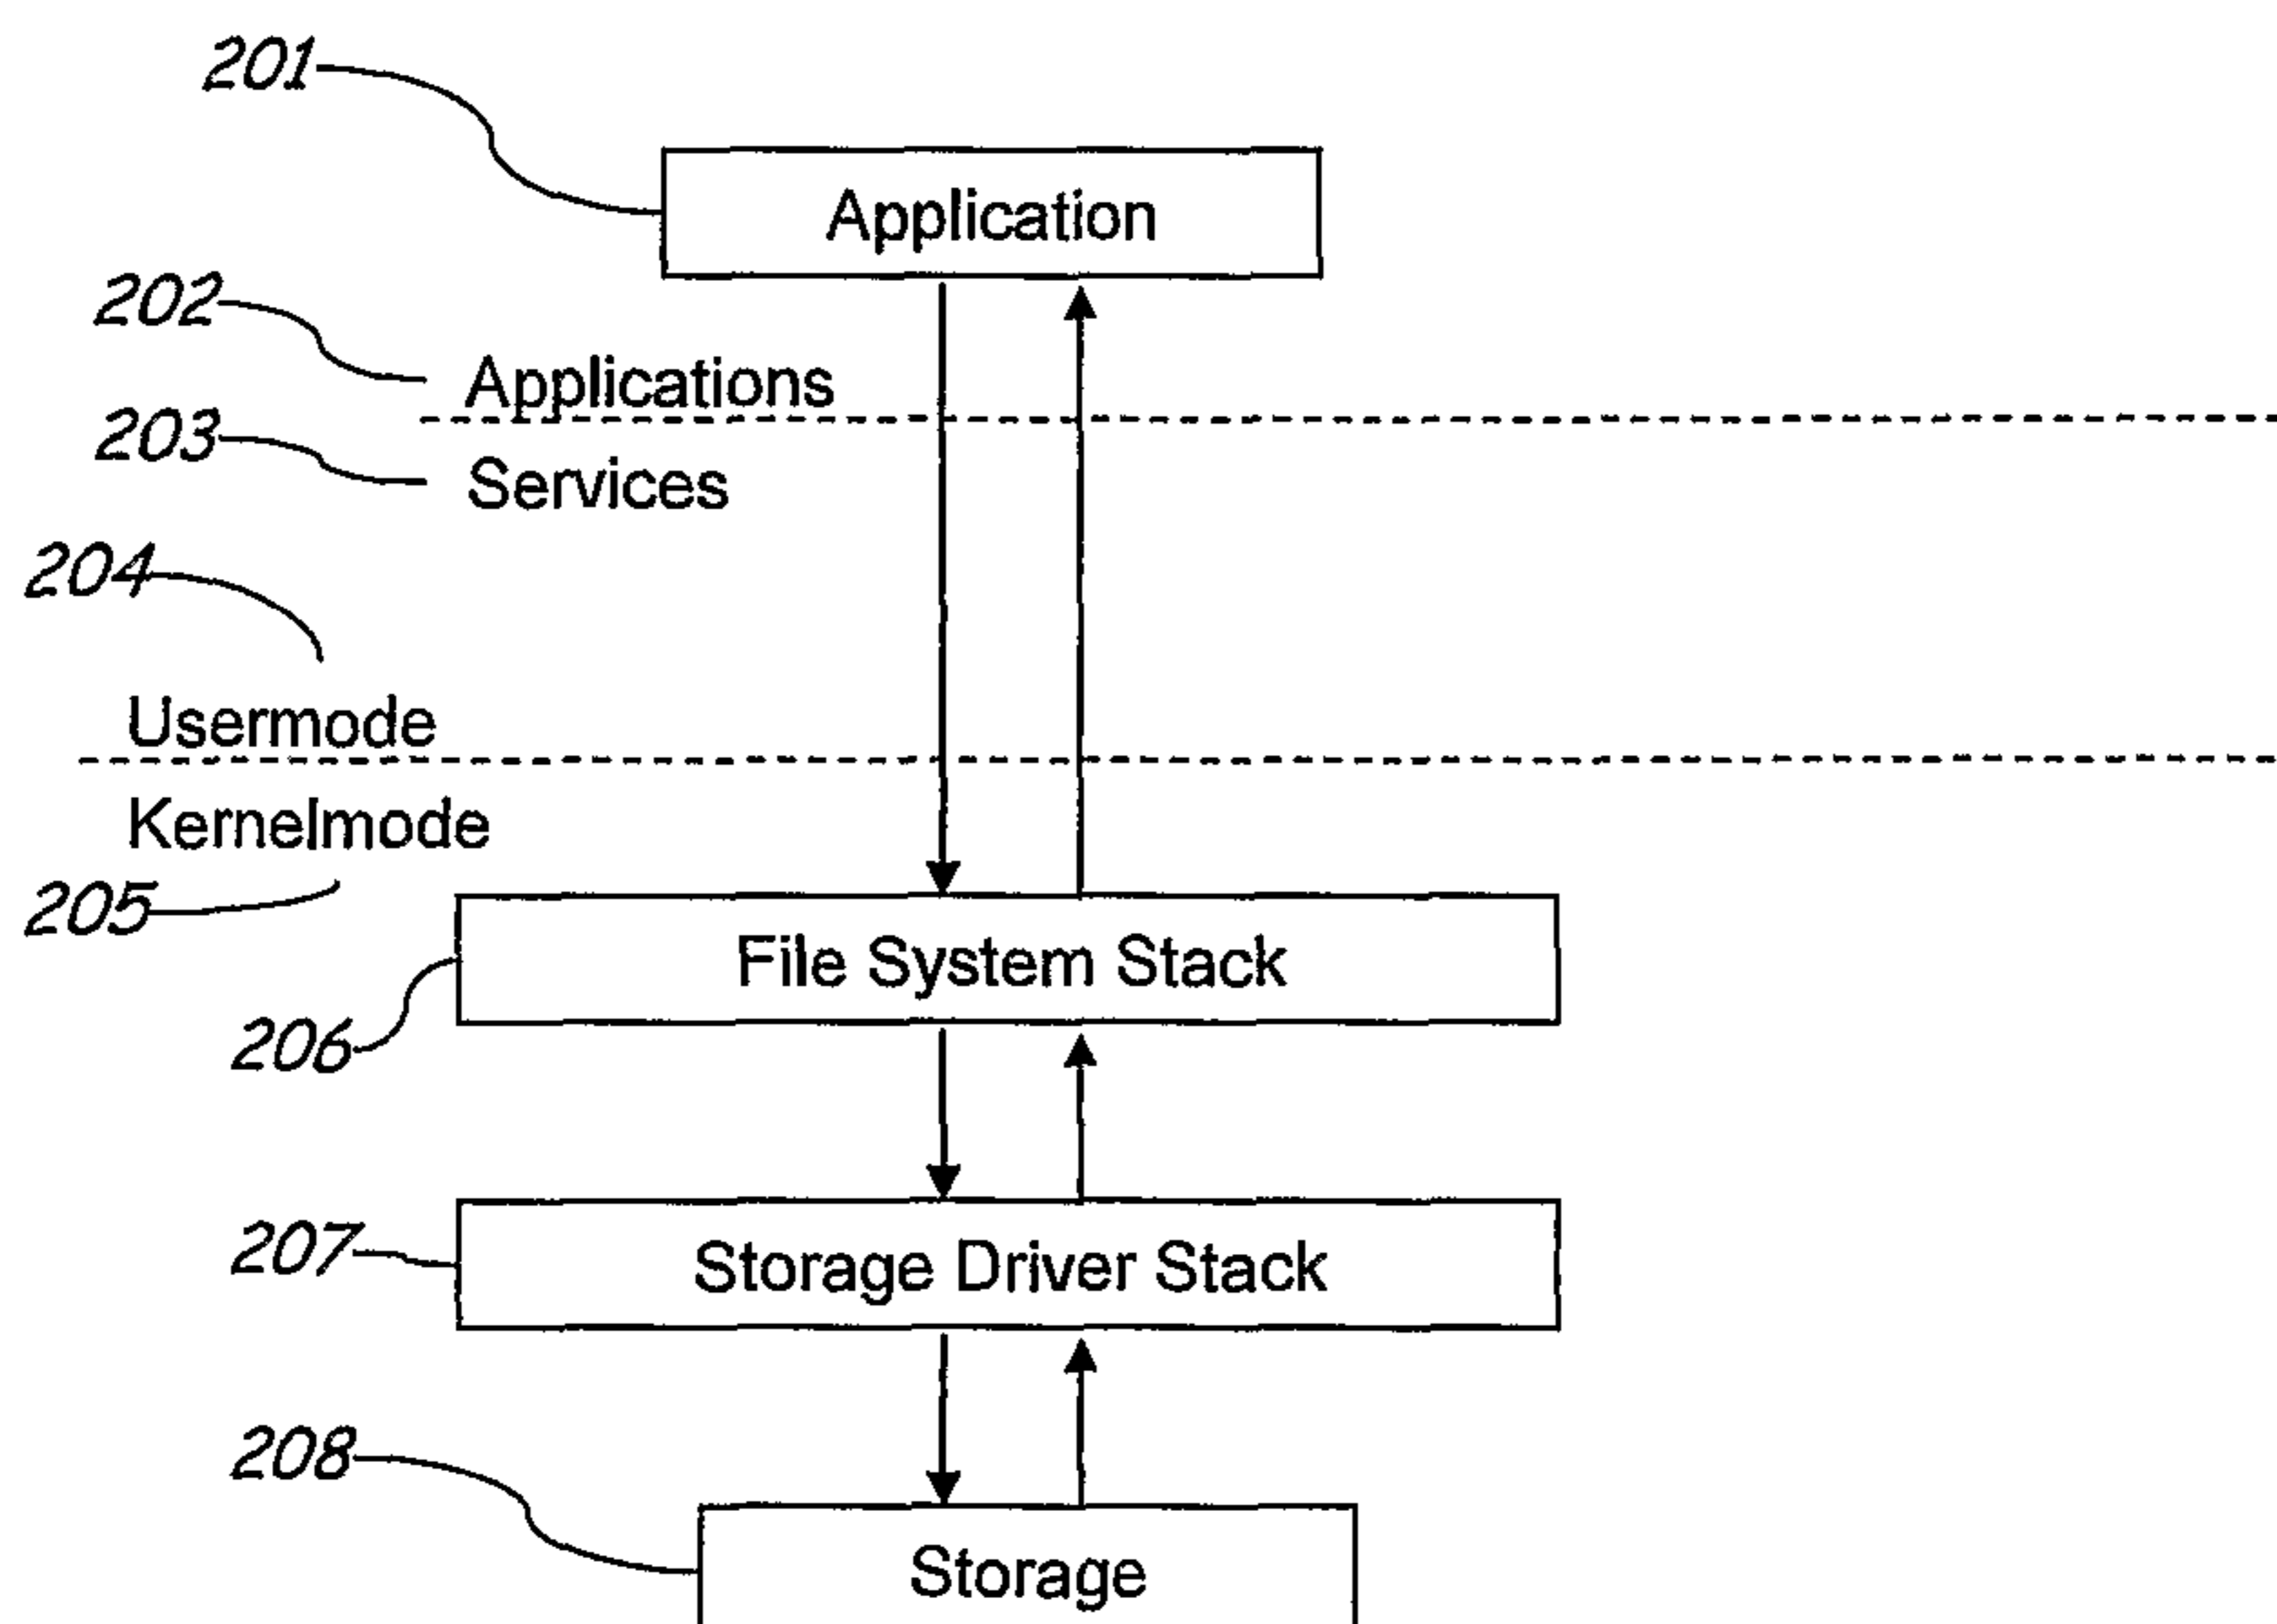 201
Application
202
Applications
203
Services
204
Usermode
Kernelmode
205
File System Stack
206
207
Storage Driver Stack
208
Storage